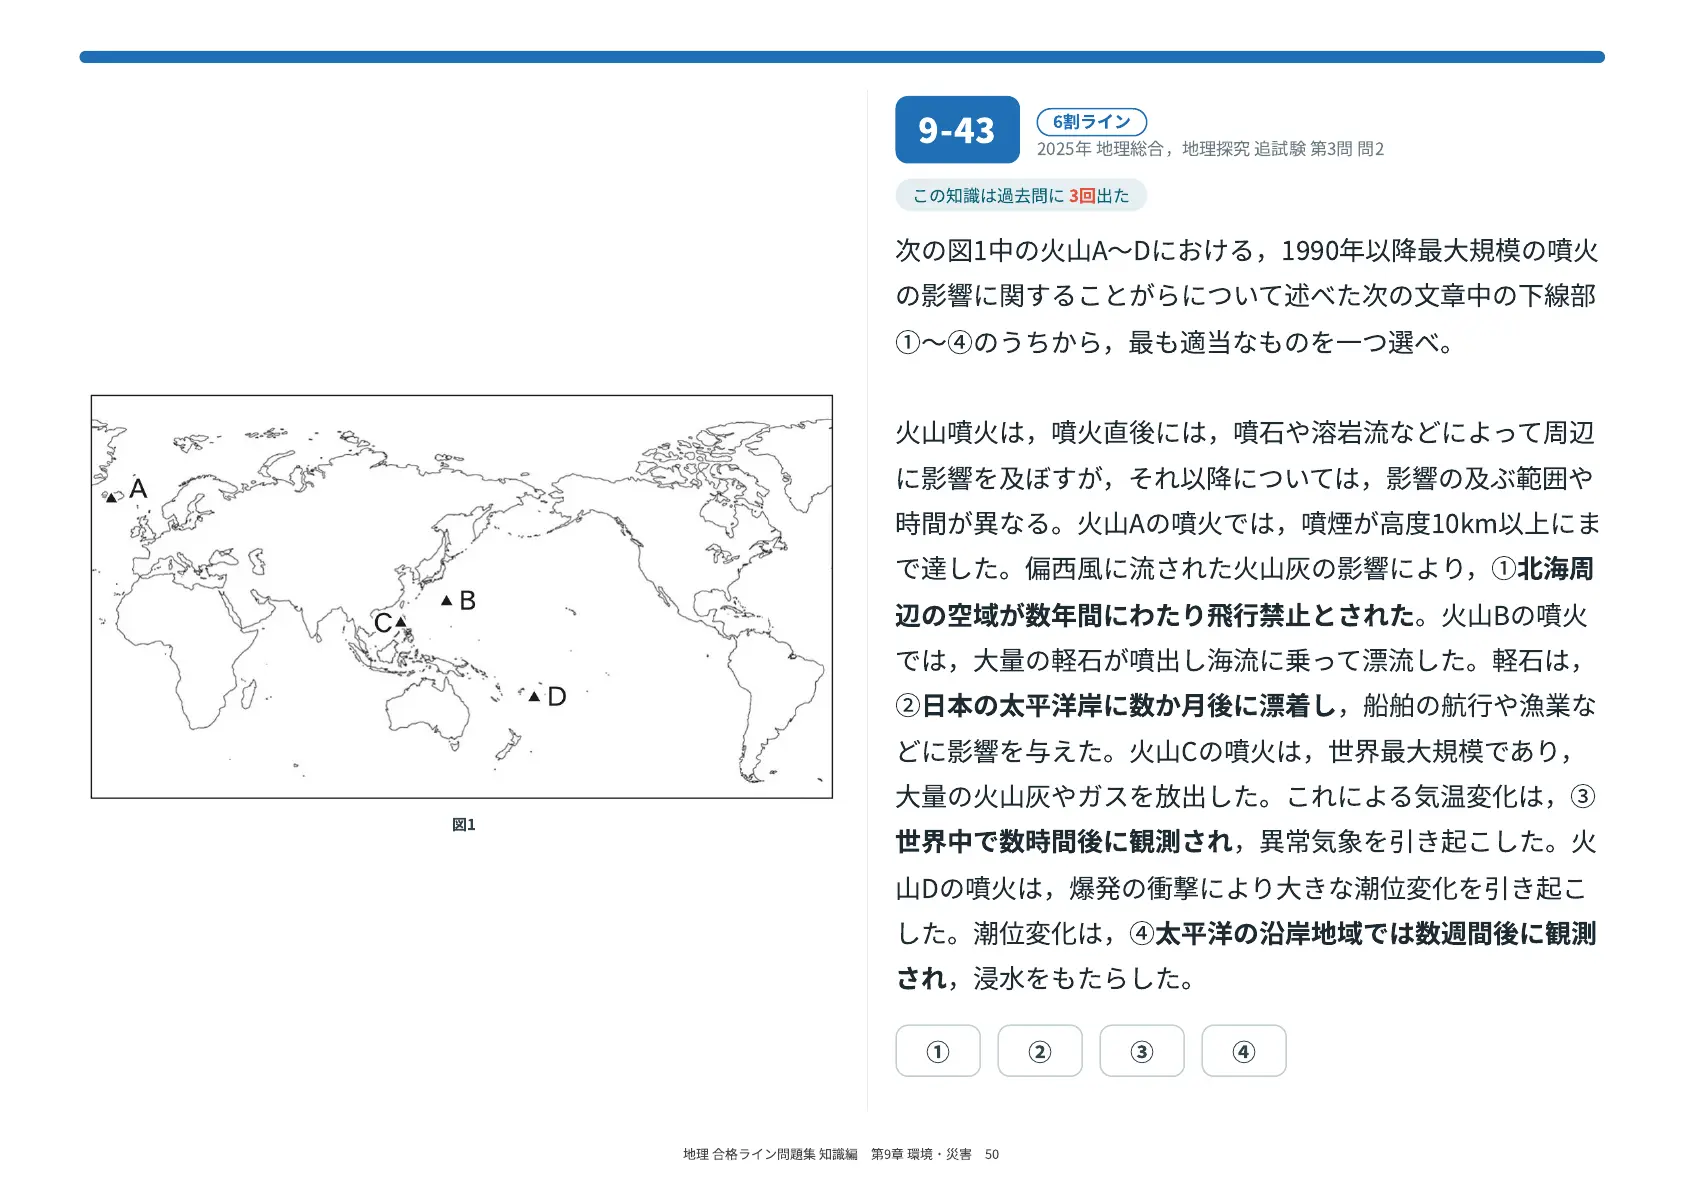 9-43
6割ライン
2025年 地理総合，地理探究 追試験 第3問 問2
この知識は過去問に 3回出た
次の図1中の火山A～Dにおける，1990年以降最大規模の噴火
の影響に関することがらについて述べた次の文章中の下線部
①～④のうちから，最も適当なものを一つ選べ。
火山噴火は，噴火直後には，噴石や溶岩流などによって周辺
に影響を及ぼすが，それ以降については，影響の及ぶ範囲や
時間が異なる。火山Aの噴火では，噴煙が高度10km以上にま
で達した。偏西風に流された火山灰の影響により，①北海周
辺の空域が数年間にわたり飛行禁止とされた。火山Bの噴火
では，大量の軽石が噴出し海流に乗って漂流した。軽石は，
②日本の太平洋岸に数か月後に漂着し，船舶の航行や漁業な
どに影響を与えた。火山Cの噴火は，世界最大規模であり，
大量の火山灰やガスを放出した。これによる気温変化は，③
世界中で数時間後に観測され，異常気象を引き起こした。火
山Dの噴火は，爆発の衝撃により大きな潮位変化を引き起こ
した。潮位変化は，④太平洋の沿岸地域では数週間後に観測
され，浸水をもたらした。
① ② ③ ④
A
B
C
D
図1
地理 合格ライン問題集 知識編　第9章 環境・災害　50